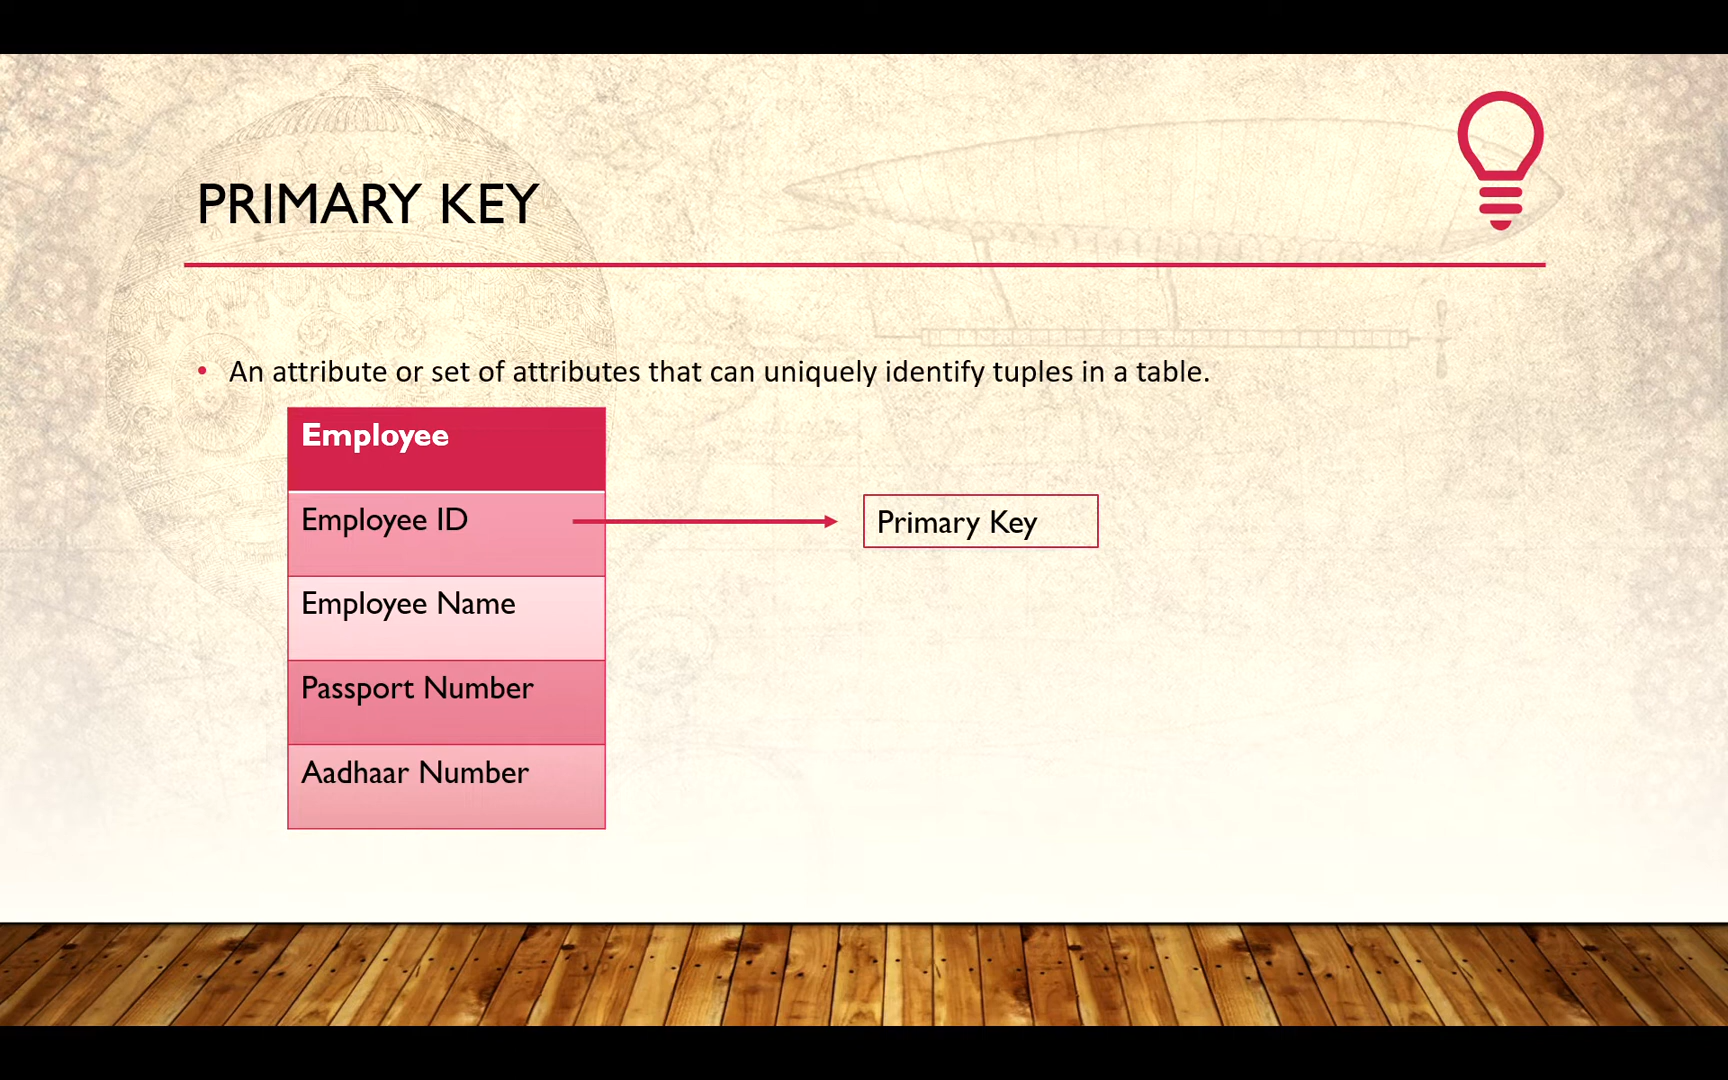 PRIMARY KEY
• An attribute or set of attributes that can uniquely identify tuples in a table.
Employee
Employee ID
Primary Key
Employee Name
Passport Number
Aadhaar Number